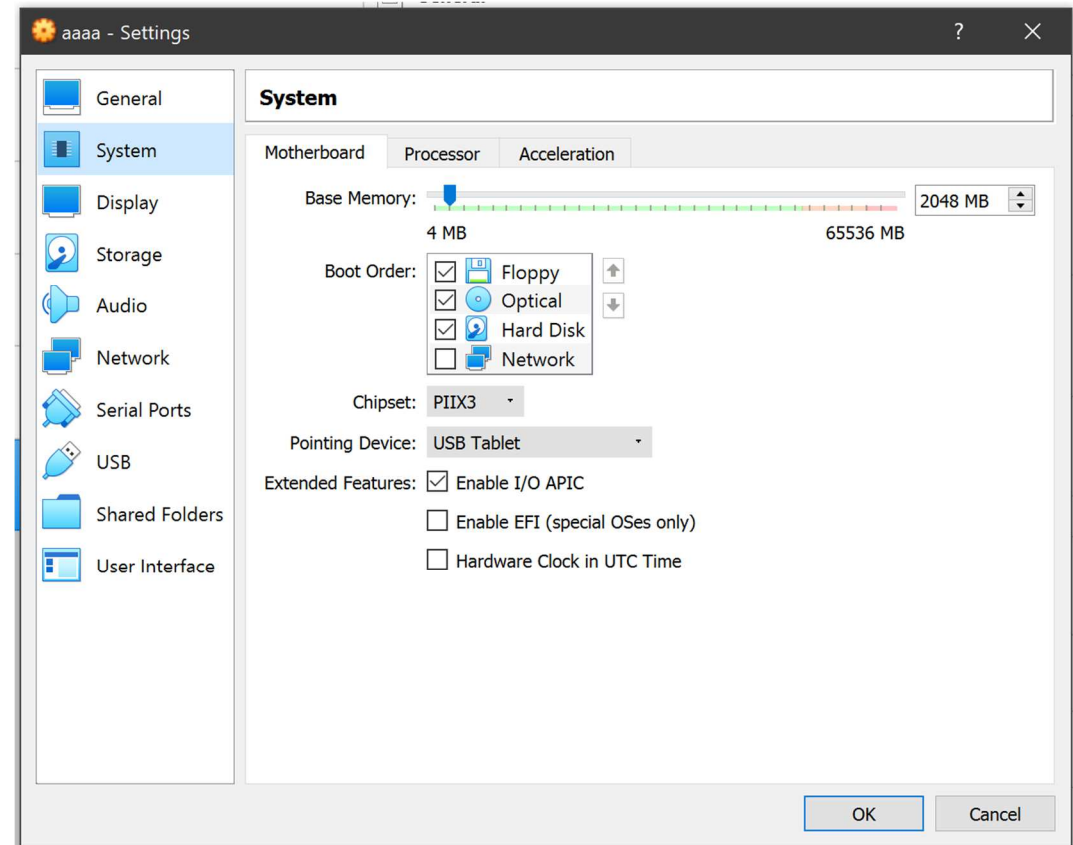 aaaa - Settings
?
General
System
Display
Storage
Audio
Network
Serial Ports
USB
Shared Folders
User Interface
System
Motherboard
Processor
Acceleration
Base Memory:
2048 MB
4 MB
65536 MB
Boot Order:
Floppy
Optical
Hard Disk
Network
Chipset:
PIIX3
Pointing Device:
USB Tablet
Extended Features:
Enable I/O APIC
Enable EFI (special OSes only)
Hardware Clock in UTC Time
OK
Cancel